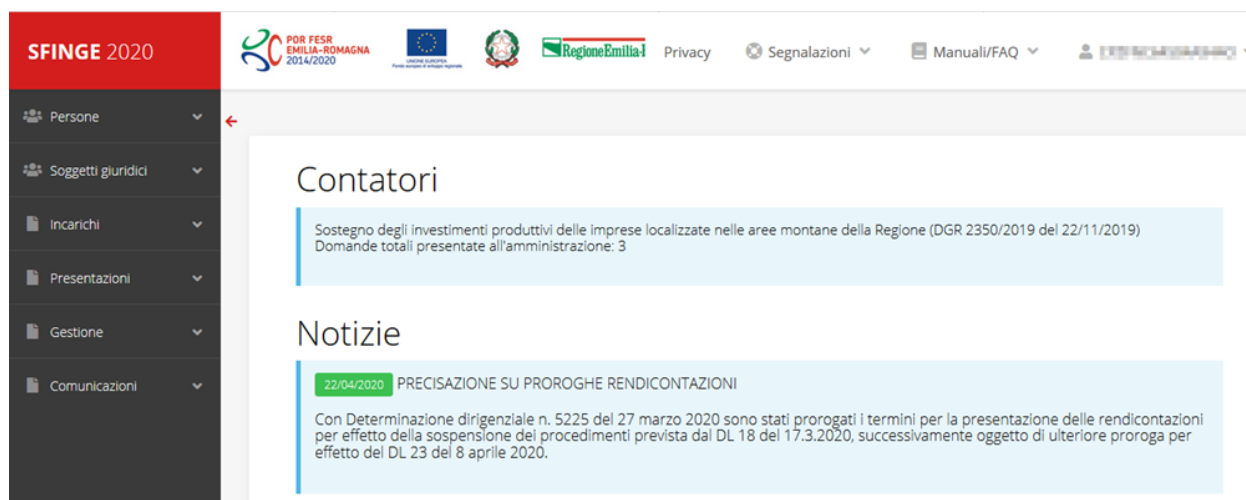 SFINGE 2020
POR FESR
EMILIA-ROMAGNA
2014/2020
UNIONE EUROPEA
Fondo europeo di sviluppo regionale
RegioneEmilia-
Privacy
Segnalazioni
Manuali/FAQ
Persone
Soggetti giuridici
Incarichi
Presentazioni
Gestione
Comunicazioni
Contatori
Sostegno degli investimenti produttivi delle imprese localizzate nelle aree montane della Regione (DGR 2350/2019 del 22/11/2019)
Domande totali presentate all'amministrazione: 3
Notizie
22/04/2020 PRECISAZIONE SU PROROGHE RENDICONTAZIONI
Con Determinazione dirigenziale n. 5225 del 27 marzo 2020 sono stati prorogati i termini per la presentazione delle rendicontazioni
per effetto della sospensione dei procedimenti prevista dal DL 18 del 17.3.2020, successivamente oggetto di ulteriore proroga per
effetto del DL 23 del 8 aprile 2020.